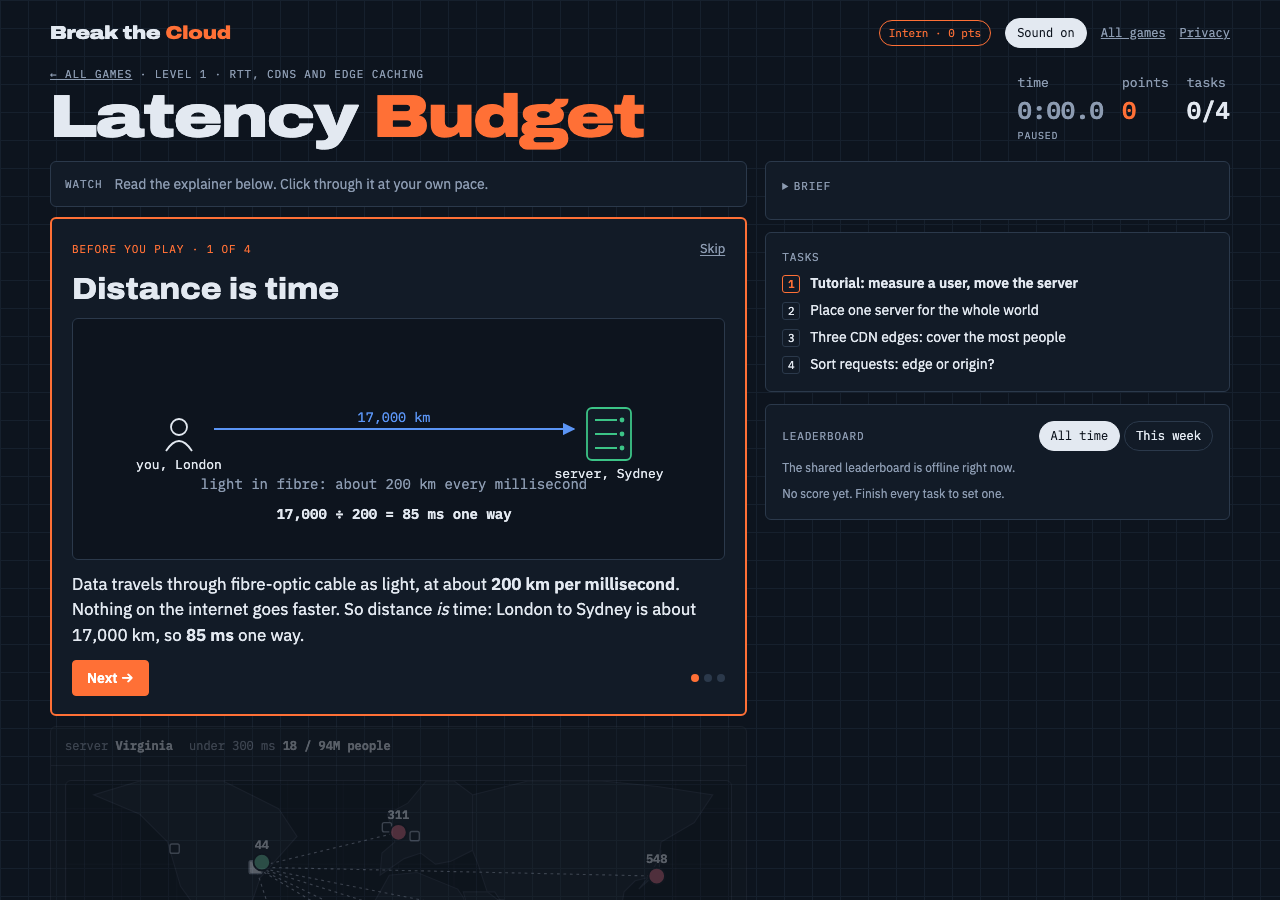 Break the Cloud
Intern · 0 pts
Sound on
All games
Privacy
← ALL GAMES · LEVEL 1 · RTT, CDNS AND EDGE CACHING
Latency Budget
time
0:00.0
PAUSED
points
0
tasks
0/4
WATCH Read the explainer below. Click through it at your own pace.
BEFORE YOU PLAY · 1 OF 4
Skip
Distance is time
17,000 km
you, London
server, Sydney
light in fibre: about 200 km every millisecond
17,000 ÷ 200 = 85 ms one way
Data travels through fibre-optic cable as light, at about 200 km per millisecond.
Nothing on the internet goes faster. So distance is time: London to Sydney is about
17,000 km, so 85 ms one way.
Next →
server Virginia under 300 ms 18 / 94M people
311
44
548
▶ BRIEF
TASKS
1 Tutorial: measure a user, move the server
2 Place one server for the whole world
3 Three CDN edges: cover the most people
4 Sort requests: edge or origin?
LEADERBOARD
All time
This week
The shared leaderboard is offline right now.
No score yet. Finish every task to set one.